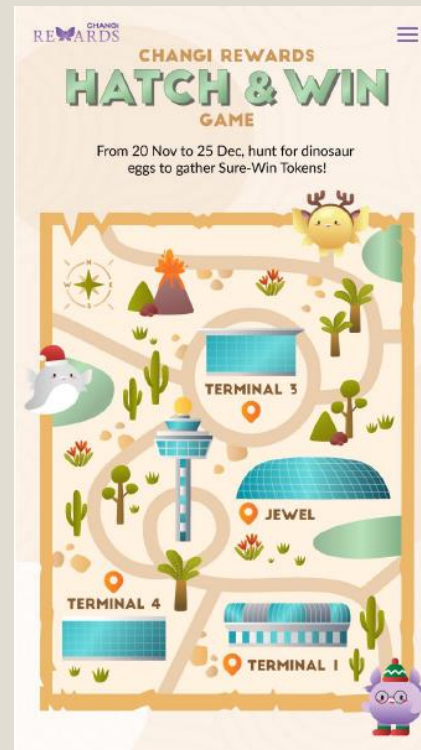 CHANGI
REWARDS
CHANGI REWARDS
HATCH & WIN
GAME
From 20 Nov to 25 Dec, hunt for dinosaur
eggs to gather Sure-Win Tokens!
N
W E
S
TERMINAL 3
JEWEL
TERMINAL 4
TERMINAL 1